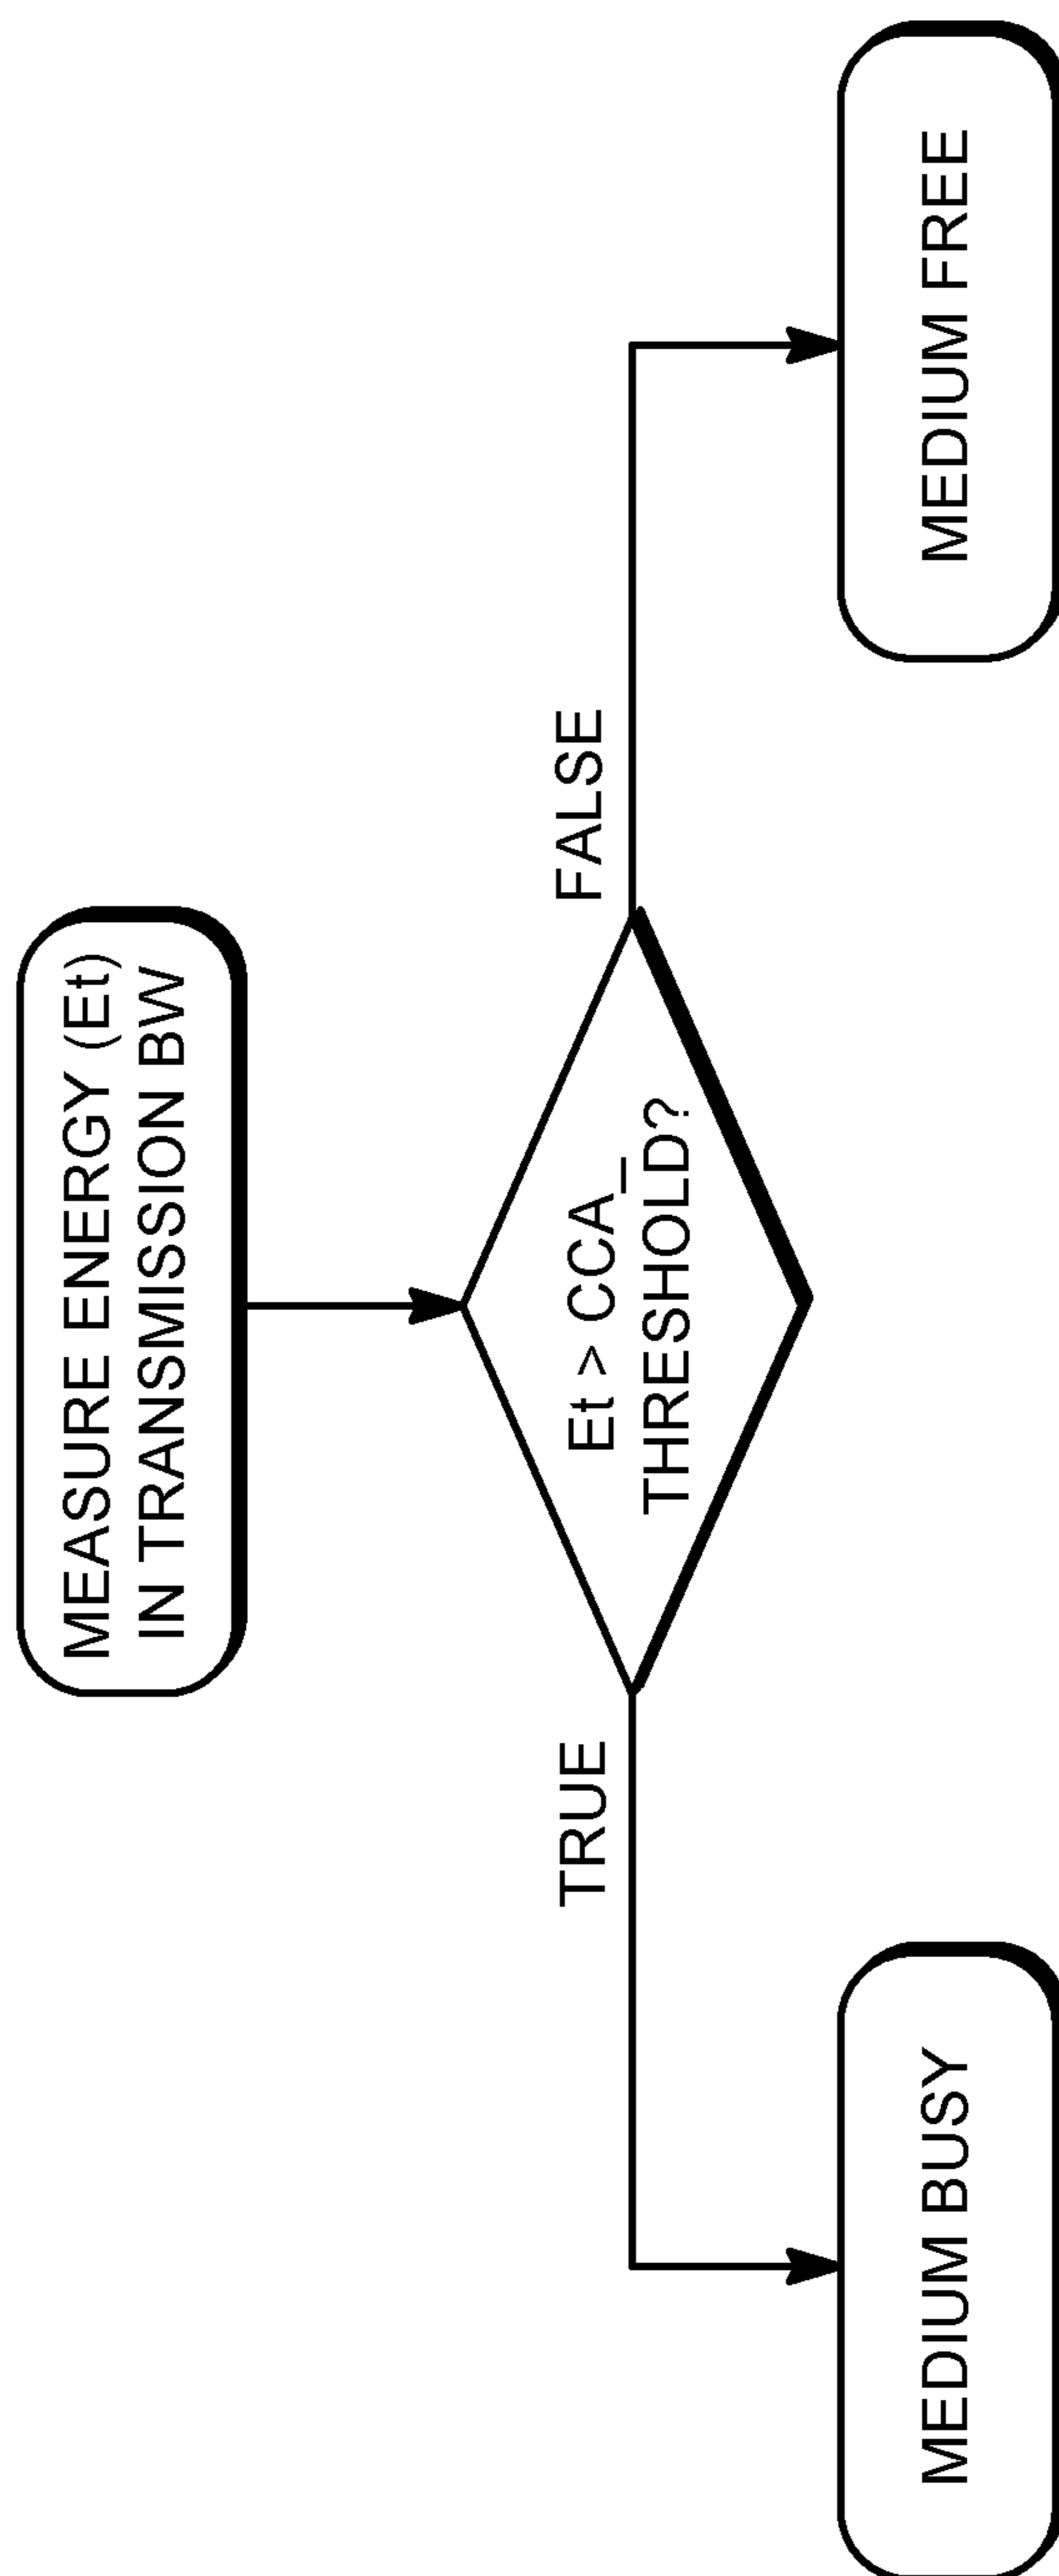 MEASURE ENERGY (Et)
IN TRANSMISSION BW
Et > CCA_
THRESHOLD?
TRUE
FALSE
MEDIUM BUSY
MEDIUM FREE